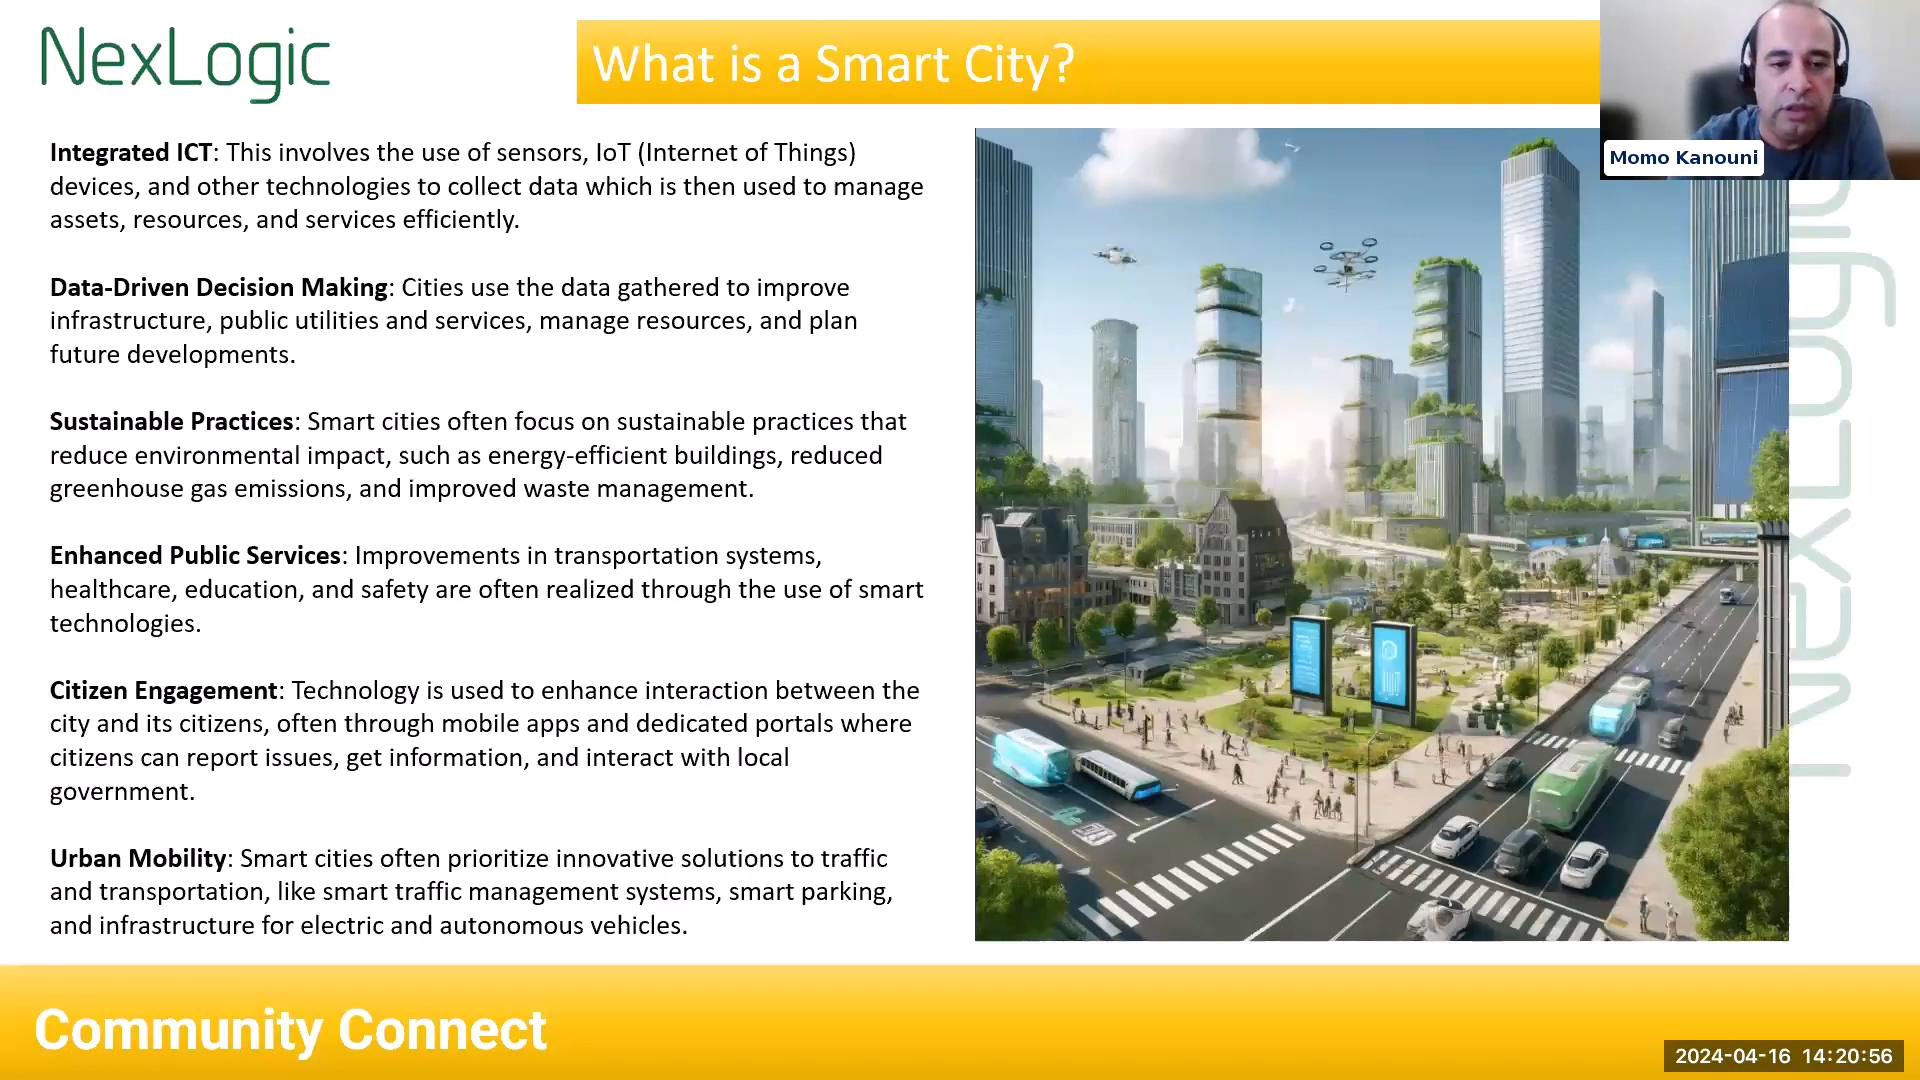 NexLogic
What is a Smart City?
Momo Kanouni
Integrated ICT: This involves the use of sensors, IoT (Internet of Things)
devices, and other technologies to collect data which is then used to manage
assets, resources, and services efficiently.
Data-Driven Decision Making: Cities use the data gathered to improve
infrastructure, public utilities and services, manage resources, and plan
future developments.
Sustainable Practices: Smart cities often focus on sustainable practices that
reduce environmental impact, such as energy-efficient buildings, reduced
greenhouse gas emissions, and improved waste management.
Enhanced Public Services: Improvements in transportation systems,
healthcare, education, and safety are often realized through the use of smart
technologies.
Citizen Engagement: Technology is used to enhance interaction between the
city and its citizens, often through mobile apps and dedicated portals where
citizens can report issues, get information, and interact with local
government.
Urban Mobility: Smart cities often prioritize innovative solutions to traffic
and transportation, like smart traffic management systems, smart parking,
and infrastructure for electric and autonomous vehicles.
Community Connect
2024-04-16 14:20:56